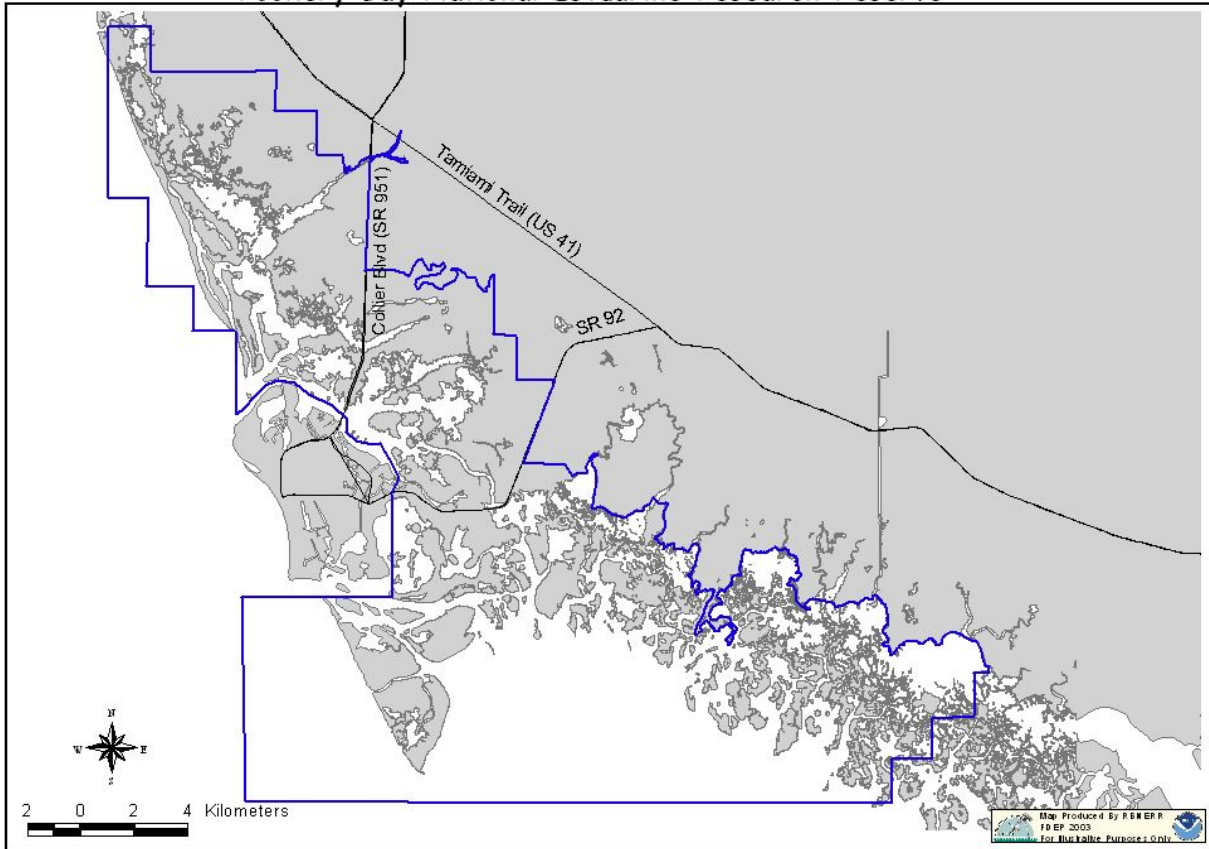 Tamiami Trail (US 41)
Collier Blvd (SR 951)
SR 92
N
W E
S
2 0 2 4 Kilometers
Map Produced By RBNERR
FDEP 2003
For Illustrative Purposes Only